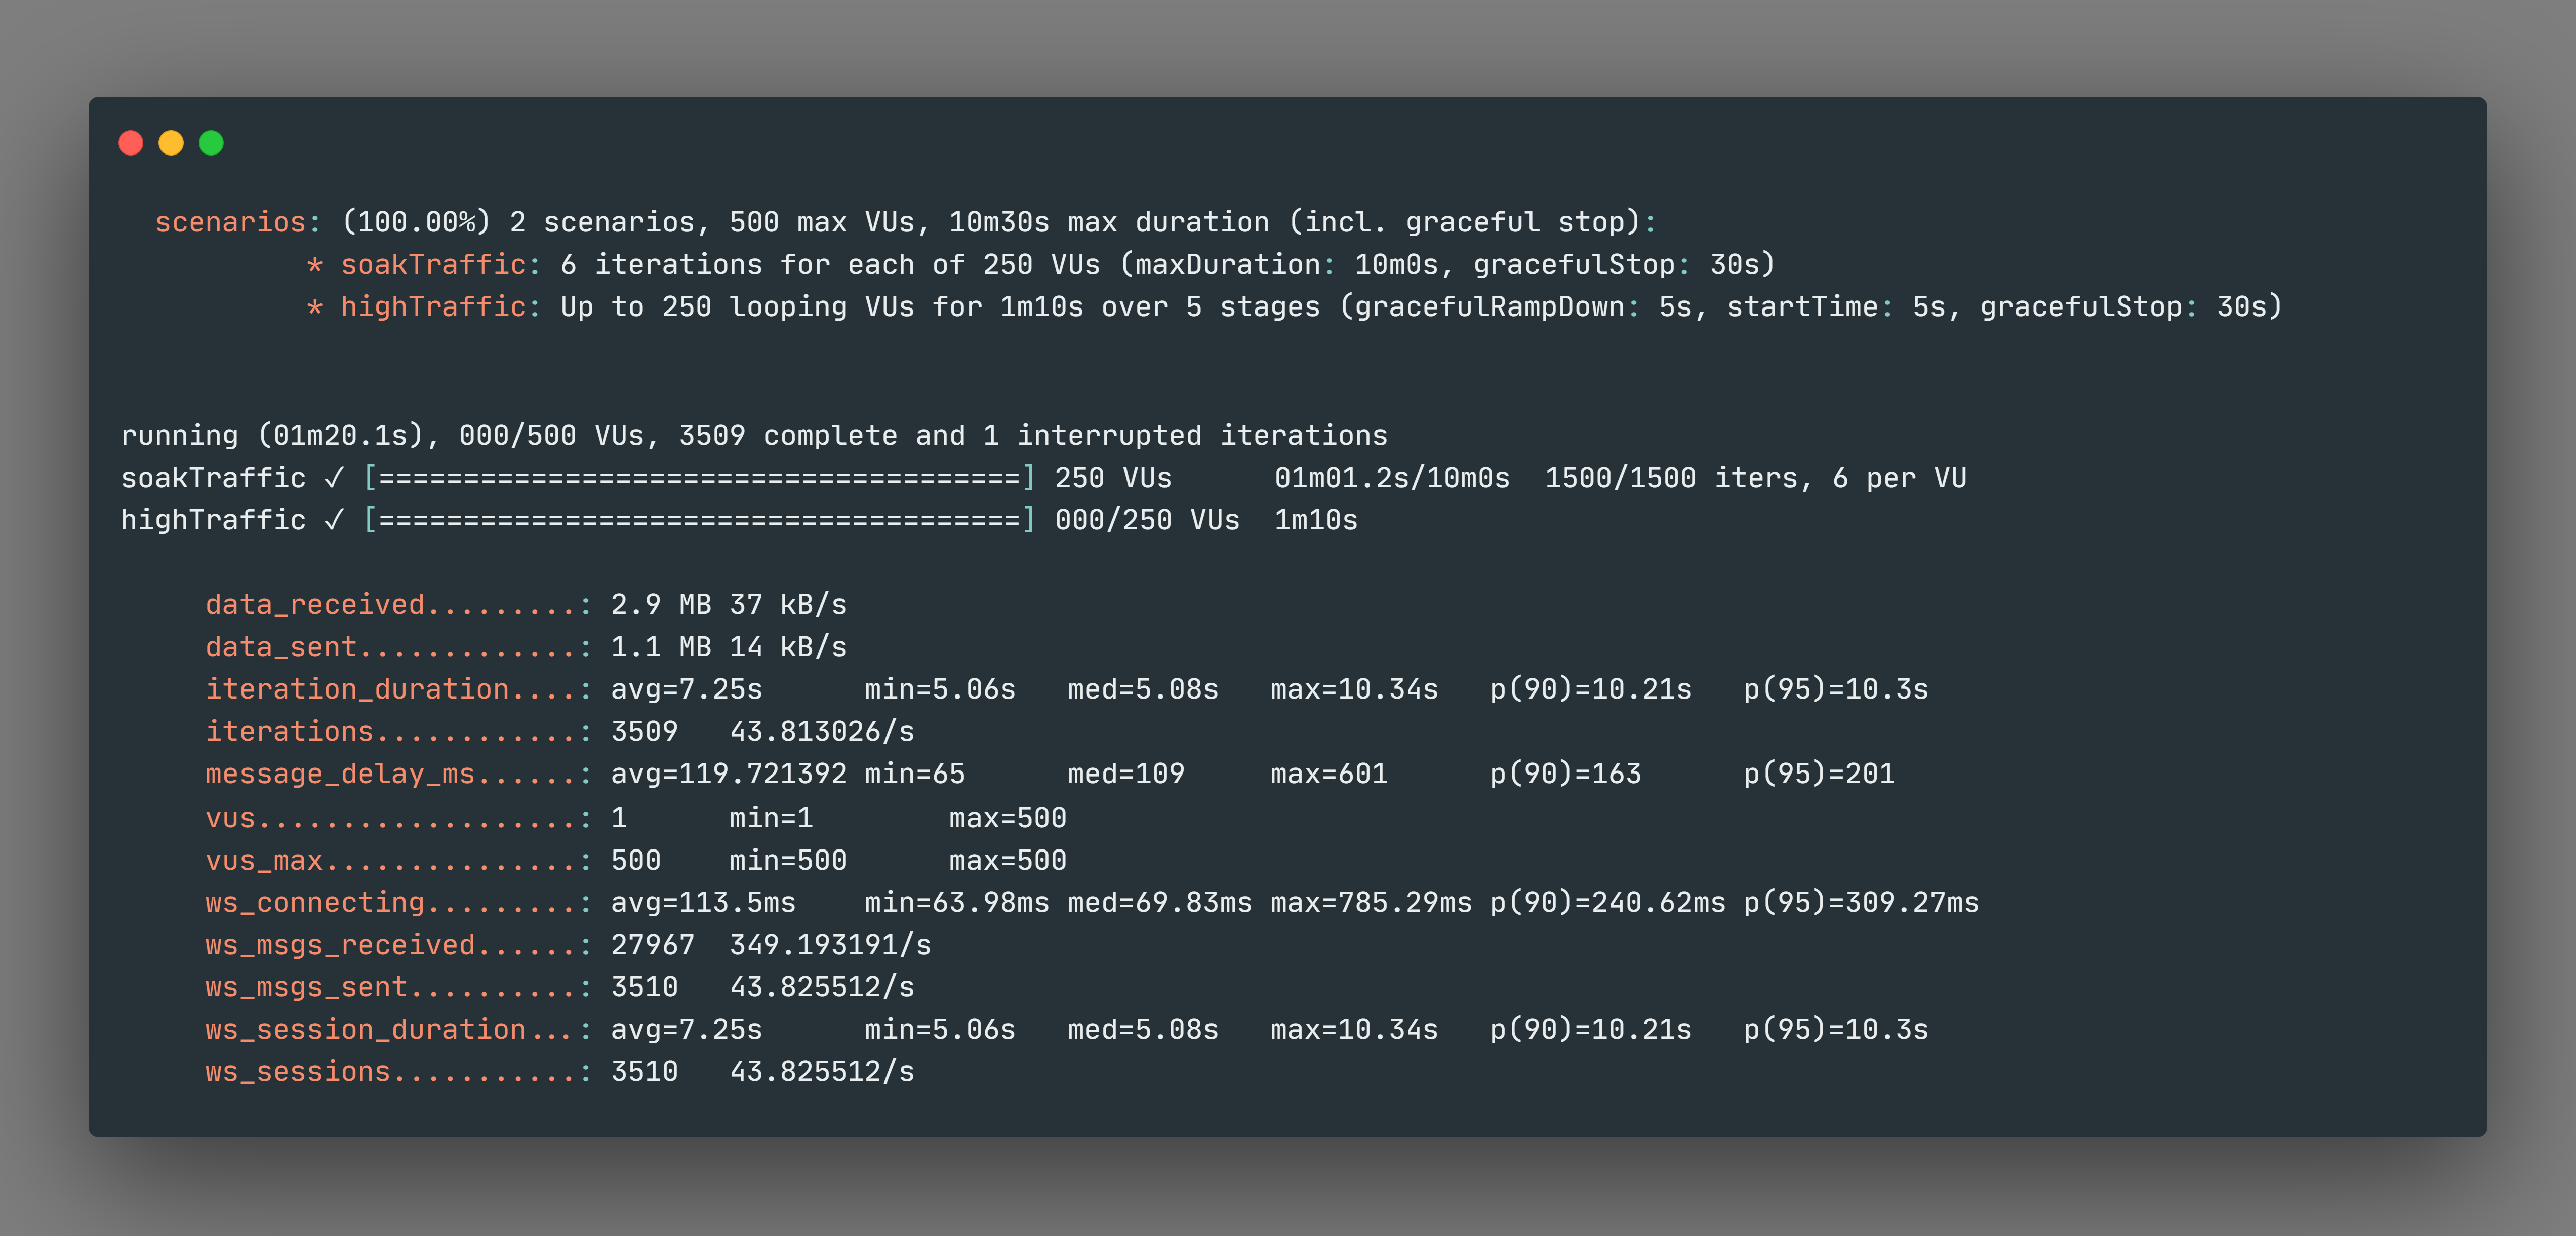 scenarios: (100.00%) 2 scenarios, 500 max VUs, 10m30s max duration (incl. graceful stop):
* soakTraffic: 6 iterations for each of 250 VUs (maxDuration: 10m0s, gracefulStop: 30s)
* highTraffic: Up to 250 looping VUs for 1m10s over 5 stages (gracefulRampDown: 5s, startTime: 5s, gracefulStop: 30s)
running (01m20.1s), 000/500 VUs, 3509 complete and 1 interrupted iterations
soakTraffic ✓ [======================================] 250 VUs 01m01.2s/10m0s 1500/1500 iters, 6 per VU
highTraffic ✓ [======================================] 000/250 VUs 1m10s
data_received.........: 2.9 MB 37 kB/s
data_sent.............: 1.1 MB 14 kB/s
iteration_duration....: avg=7.25s min=5.06s med=5.08s max=10.34s p(90)=10.21s p(95)=10.3s
iterations............: 3509 43.813026/s
message_delay_ms......: avg=119.721392 min=65 med=109 max=601 p(90)=163 p(95)=201
vus...................: 1 min=1 max=500
vus_max...............: 500 min=500 max=500
ws_connecting.........: avg=113.5ms min=63.98ms med=69.83ms max=785.29ms p(90)=240.62ms p(95)=309.27ms
ws_msgs_received......: 27967 349.193191/s
ws_msgs_sent..........: 3510 43.825512/s
ws_session_duration...: avg=7.25s min=5.06s med=5.08s max=10.34s p(90)=10.21s p(95)=10.3s
ws_sessions...........: 3510 43.825512/s